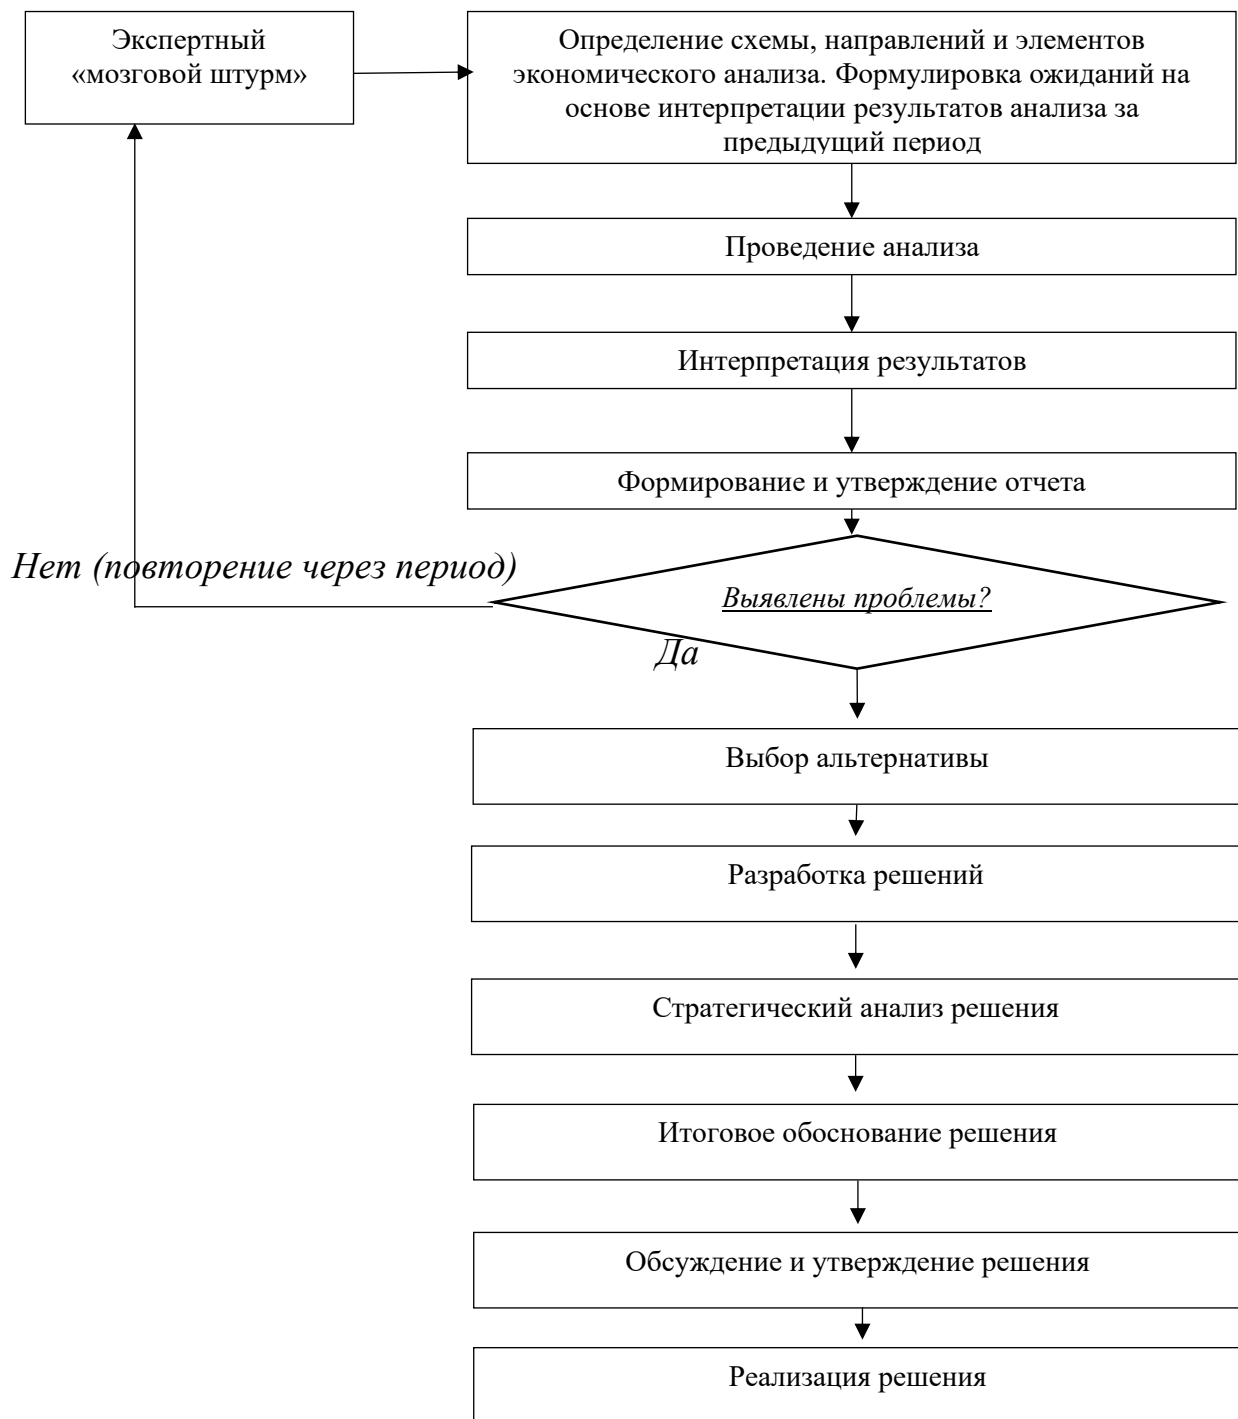 Экспертный
«мозговой штурм»
Определение схемы, направлений и элементов
экономического анализа. Формулировка ожиданий на
основе интерпретации результатов анализа за
предыдущий период
Проведение анализа
Интерпретация результатов
Формирование и утверждение отчета
Нет (повторение через период)
Выявлены проблемы?
Да
Выбор альтернативы
Разработка решений
Стратегический анализ решения
Итоговое обоснование решения
Обсуждение и утверждение решения
Реализация решения